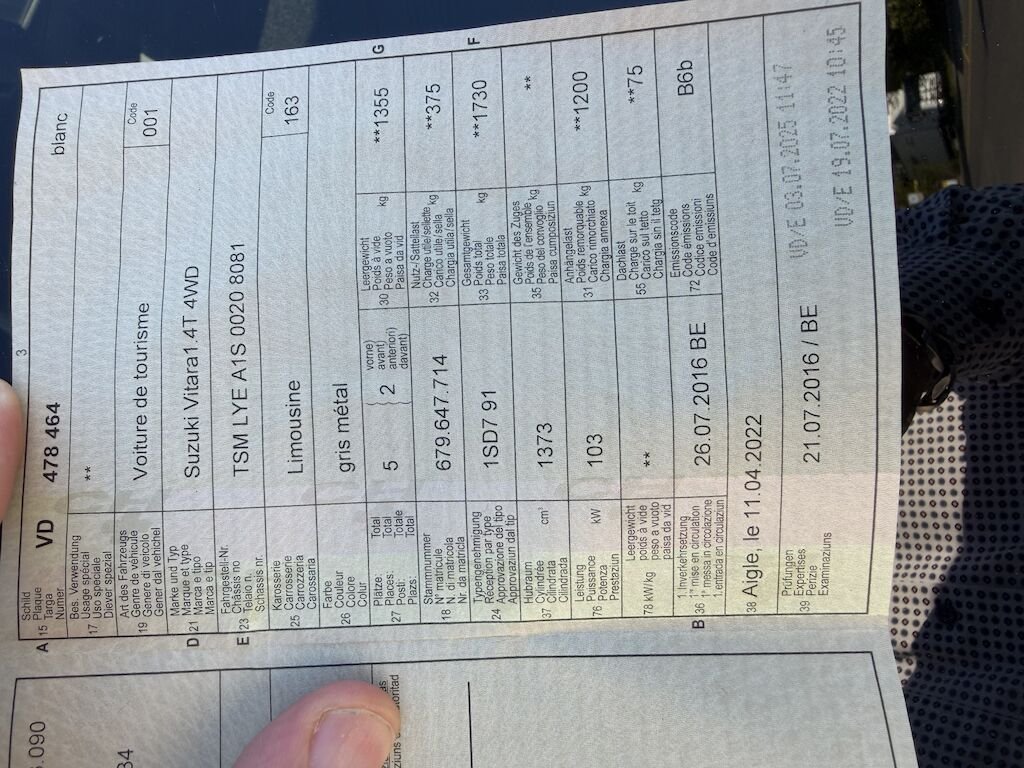 3
Schild
Plaque
Targa
Numer
A 15 VD 478 464 blanc
Bes. Verwendung
Usage spécial
Uso speciale
Diever spezial
17 **
Art des Fahrzeugs
Genre de véhicule
Genere di veicolo
Gener dal vehichel
19 Voiture de tourisme
Code
001
Marke und Typ
Marque et type
Marca e tipo
Marca e tip
D 21 Suzuki Vitara1.4T 4WD
Fahrgestell-Nr.
Châssis no
Telaio n.
Schassis nr.
E 23 TSM LYE A1S 0020 8081
Karosserie
Carrosserie
Carrozzeria
Carossaria
25 Limousine
Code
163
Farbe
Couleur
Colore
Colur
26 gris métal
Plätze: Total
Places: Total
Posti: Totale
Plazs: Total
27 5
vorne)
avant)
anteriori)
davant)
2
Leergewicht
Poids à vide
Peso a vuoto
Paisa da vid
30 kg **1355 G
Stammnummer
N° matricule
N. di matricola
Nr. da matricla
18 679.647.714
Nutz-/Sattellast
Charge utile/sellette
Carico utile/sella
Chargia utila/sella
32 kg **375
Typengenehmigung
Réception par type
Approvazione del tipo
Approvaziun dal tip
24 1SD7 91
Gesamtgewicht
Poids total
Peso totale
Paisa totala
33 kg **1730 F
Hubraum
Cylindrée
Cilindrata
Cilindrada
37 cm³ 1373
Gewicht des Zuges
Poids de l'ensemble
Peso del convoglio
Paisa cumposiziun
35 kg **
Leistung
Puissance
Potenza
Prestaziun
76 kW 103
Anhängelast
Poids remorquable
Carico rimorchiato
Chargia annexa
31 kg **1200
Leergewicht
poids à vide
peso a vuoto
paisa da vid
78 kW/kg **
Dachlast
Charge sur le toit
Carico sul tetto
Chargia sin il tetg
55 kg **75
1.Inverkehrsetzung
1re mise en circulation
1a messa in circolazione
1.entrada en circulaziun
B 36 26.07.2016 BE
Emissionscode
Code émissions
Codice emissioni
Code d'emissiuns
72 B6b
38 Aigle, le 11.04.2022
Prüfungen
Expertises
Perizie
Examinaziuns
39 21.07.2016 / BE
VD/E 03.07.2025 11:47
VD/E 19.07.2022 10:45
.090
34